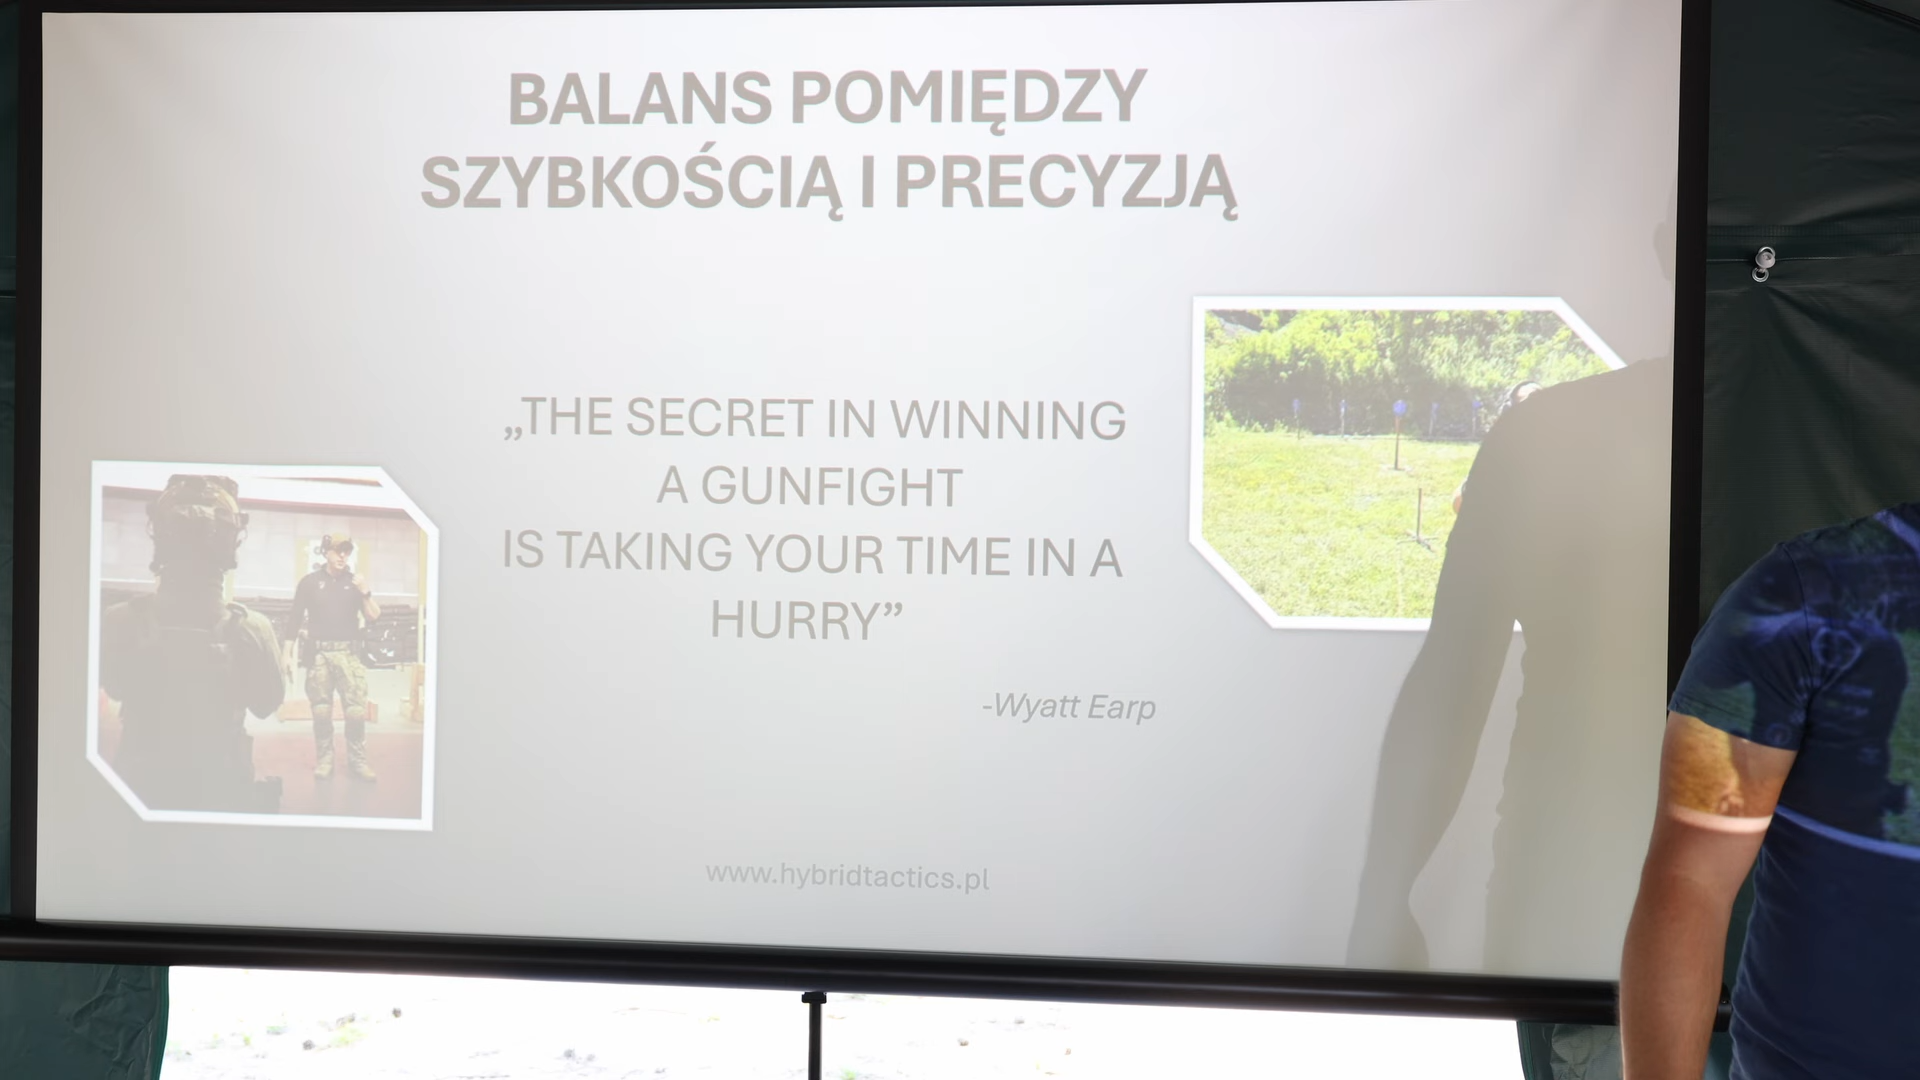 BALANS POMIĘDZY
SZYBKOŚCIĄ I PRECYZJĄ
„THE SECRET IN WINNING
A GUNFIGHT
IS TAKING YOUR TIME IN A
HURRY”
-Wyatt Earp
www.hybridtactics.pl